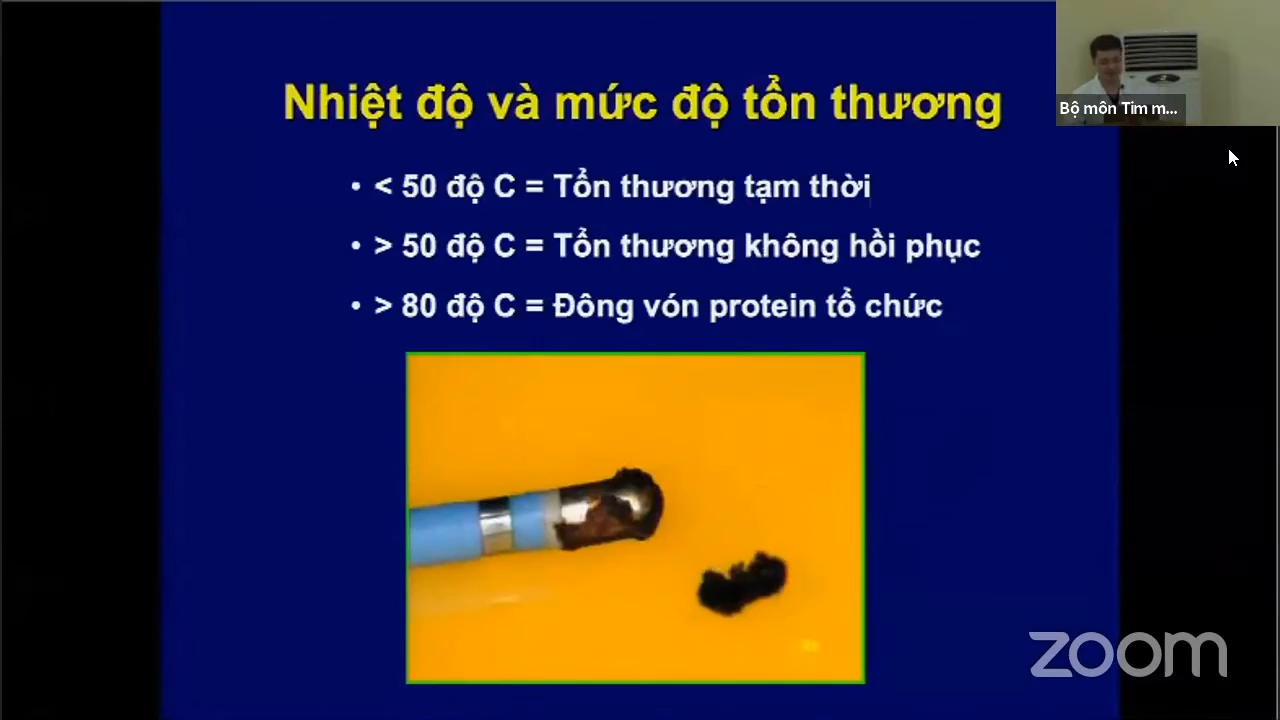 Nhiệt độ và mức độ tổn thương
• < 50 độ C = Tổn thương tạm thời
• > 50 độ C = Tổn thương không hồi phục
• > 80 độ C = Đông vón protein tổ chức
Bộ môn Tim m...
zoom